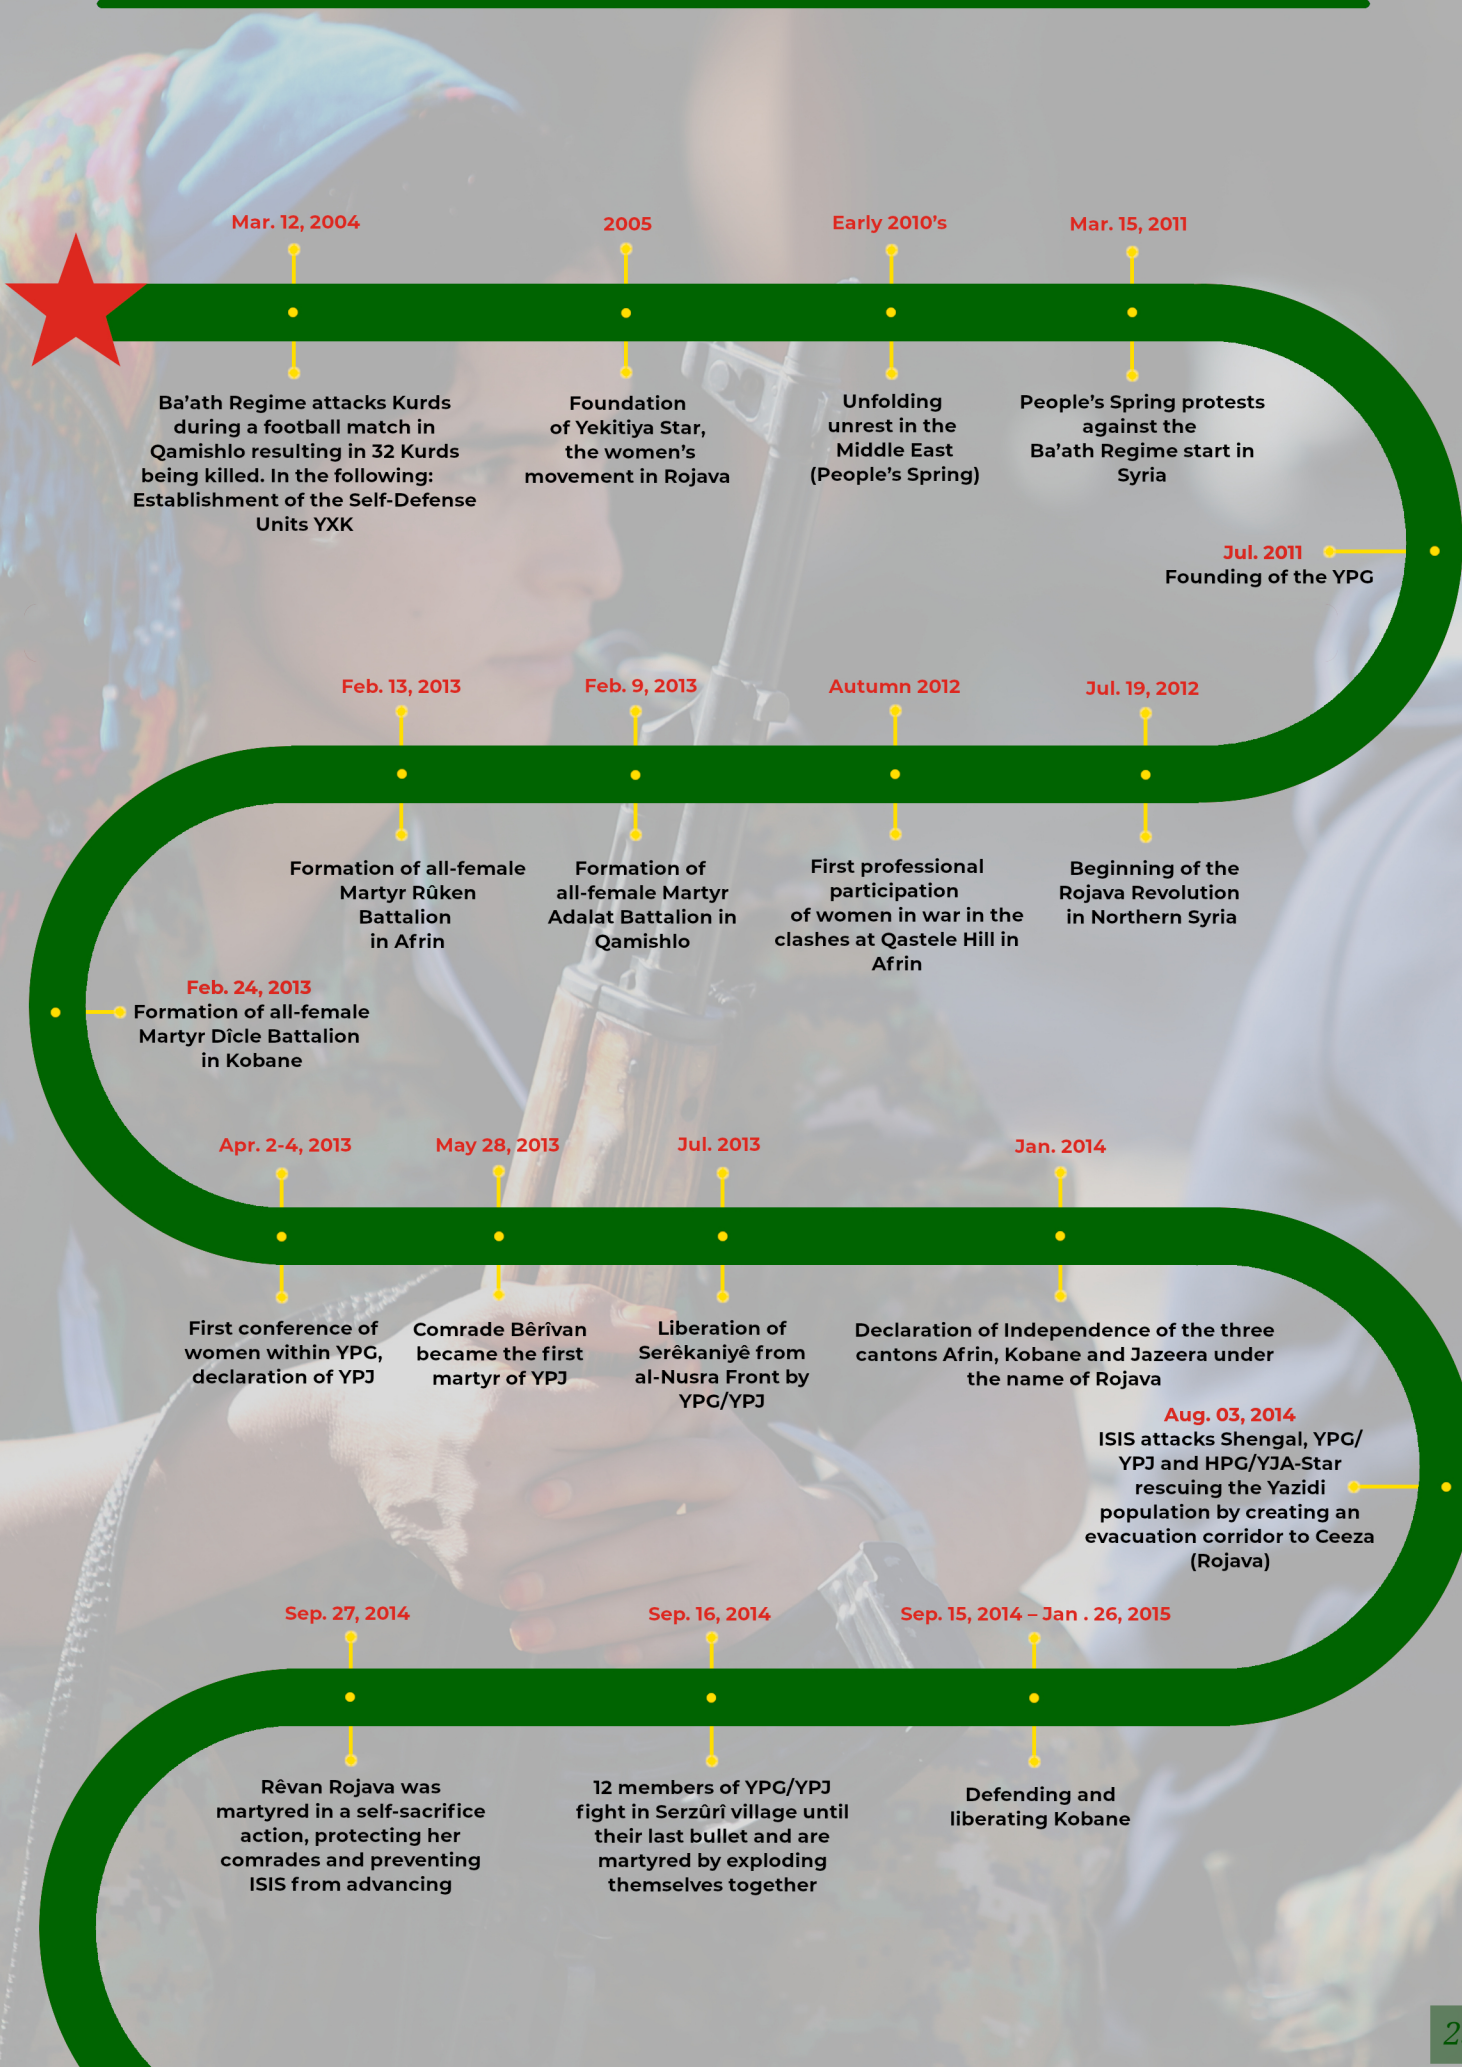 Mar. 12, 2004
Ba’ath Regime attacks Kurds
during a football match in
Qamishlo resulting in 32 Kurds
being killed. In the following:
Establishment of the Self-Defense
Units YXK
2005
Foundation
of Yekitiya Star,
the women’s
movement in Rojava
Early 2010’s
Unfolding
unrest in the
Middle East
(People’s Spring)
Mar. 15, 2011
People’s Spring protests
against the
Ba’ath Regime start in
Syria
Jul. 2011
Founding of the YPG
Jul. 19, 2012
Beginning of the
Rojava Revolution
in Northern Syria
Autumn 2012
First professional
participation
of women in war in the
clashes at Qastele Hill in
Afrin
Feb. 9, 2013
Formation of
all-female Martyr
Adalat Battalion in
Qamishlo
Feb. 13, 2013
Formation of all-female
Martyr Rûken
Battalion
in Afrin
Feb. 24, 2013
Formation of all-female
Martyr Dîcle Battalion
in Kobane
Apr. 2-4, 2013
First conference of
women within YPG,
declaration of YPJ
May 28, 2013
Comrade Bêrîvan
became the first
martyr of YPJ
Jul. 2013
Liberation of
Serêkaniyê from
al-Nusra Front by
YPG/YPJ
Jan. 2014
Declaration of Independence of the three
cantons Afrin, Kobane and Jazeera under
the name of Rojava
Aug. 03, 2014
ISIS attacks Shengal, YPG/
YPJ and HPG/YJA-Star
rescuing the Yazidi
population by creating an
evacuation corridor to Ceeza
(Rojava)
Sep. 15, 2014 – Jan . 26, 2015
Defending and
liberating Kobane
Sep. 16, 2014
12 members of YPG/YPJ
fight in Serzûrî village until
their last bullet and are
martyred by exploding
themselves together
Sep. 27, 2014
Rêvan Rojava was
martyred in a self-sacrifice
action, protecting her
comrades and preventing
ISIS from advancing
2